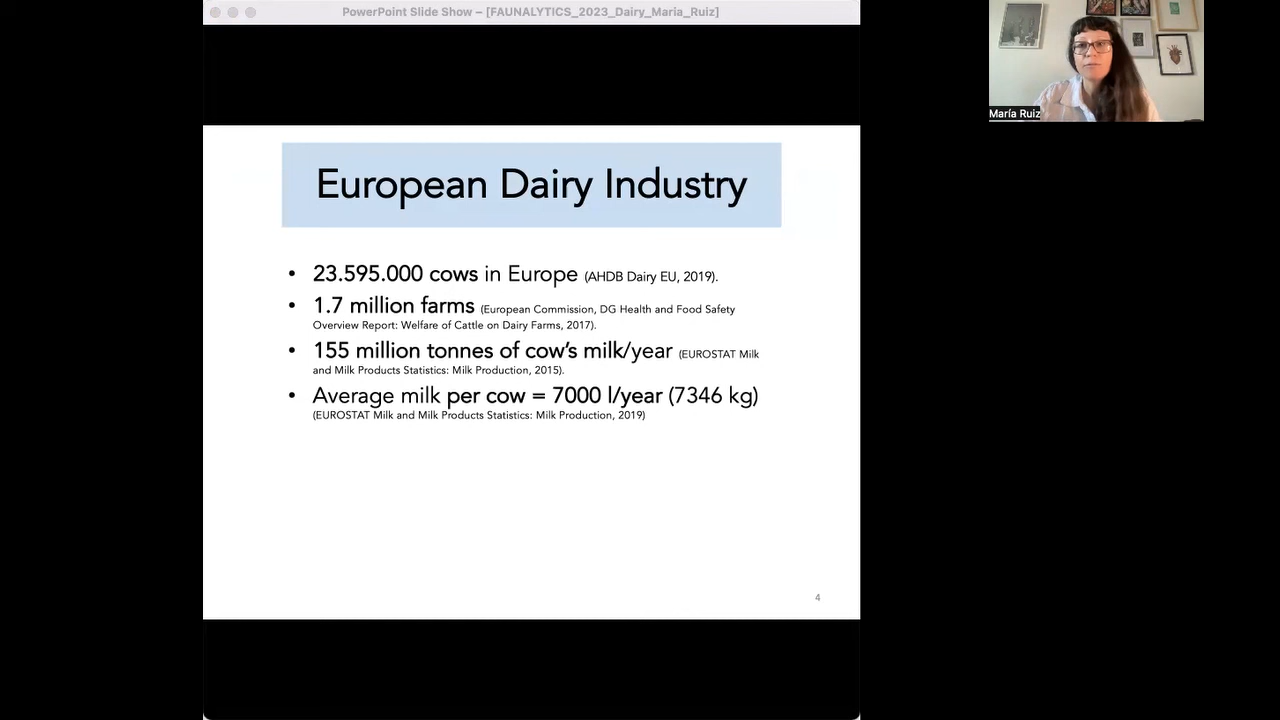 PowerPoint Slide Show – [FAUNALYTICS_2023_Dairy_Maria_Ruiz]
María Ruiz
European Dairy Industry
• 23.595.000 cows in Europe (AHDB Dairy EU, 2019).
• 1.7 million farms (European Commission, DG Health and Food Safety
Overview Report: Welfare of Cattle on Dairy Farms, 2017).
• 155 million tonnes of cow’s milk/year (EUROSTAT Milk
and Milk Products Statistics: Milk Production, 2015).
• Average milk per cow = 7000 l/year (7346 kg)
(EUROSTAT Milk and Milk Products Statistics: Milk Production, 2019)
4